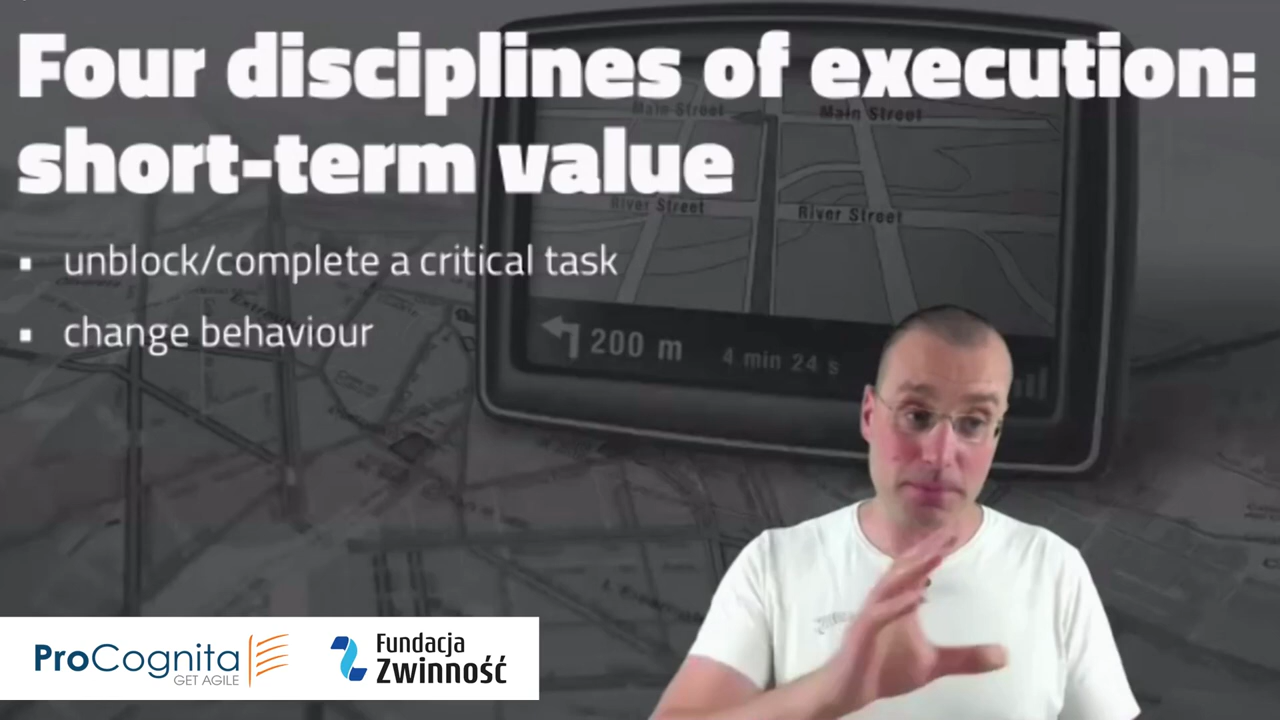 Four disciplines of execution:
short-term value
Main Street
Main Street
River Street
River Street
▪ unblock/complete a critical task
▪ change behaviour
200 m
4 min 24 s
ProCognita
GET AGILE
Fundacja
Zwinność